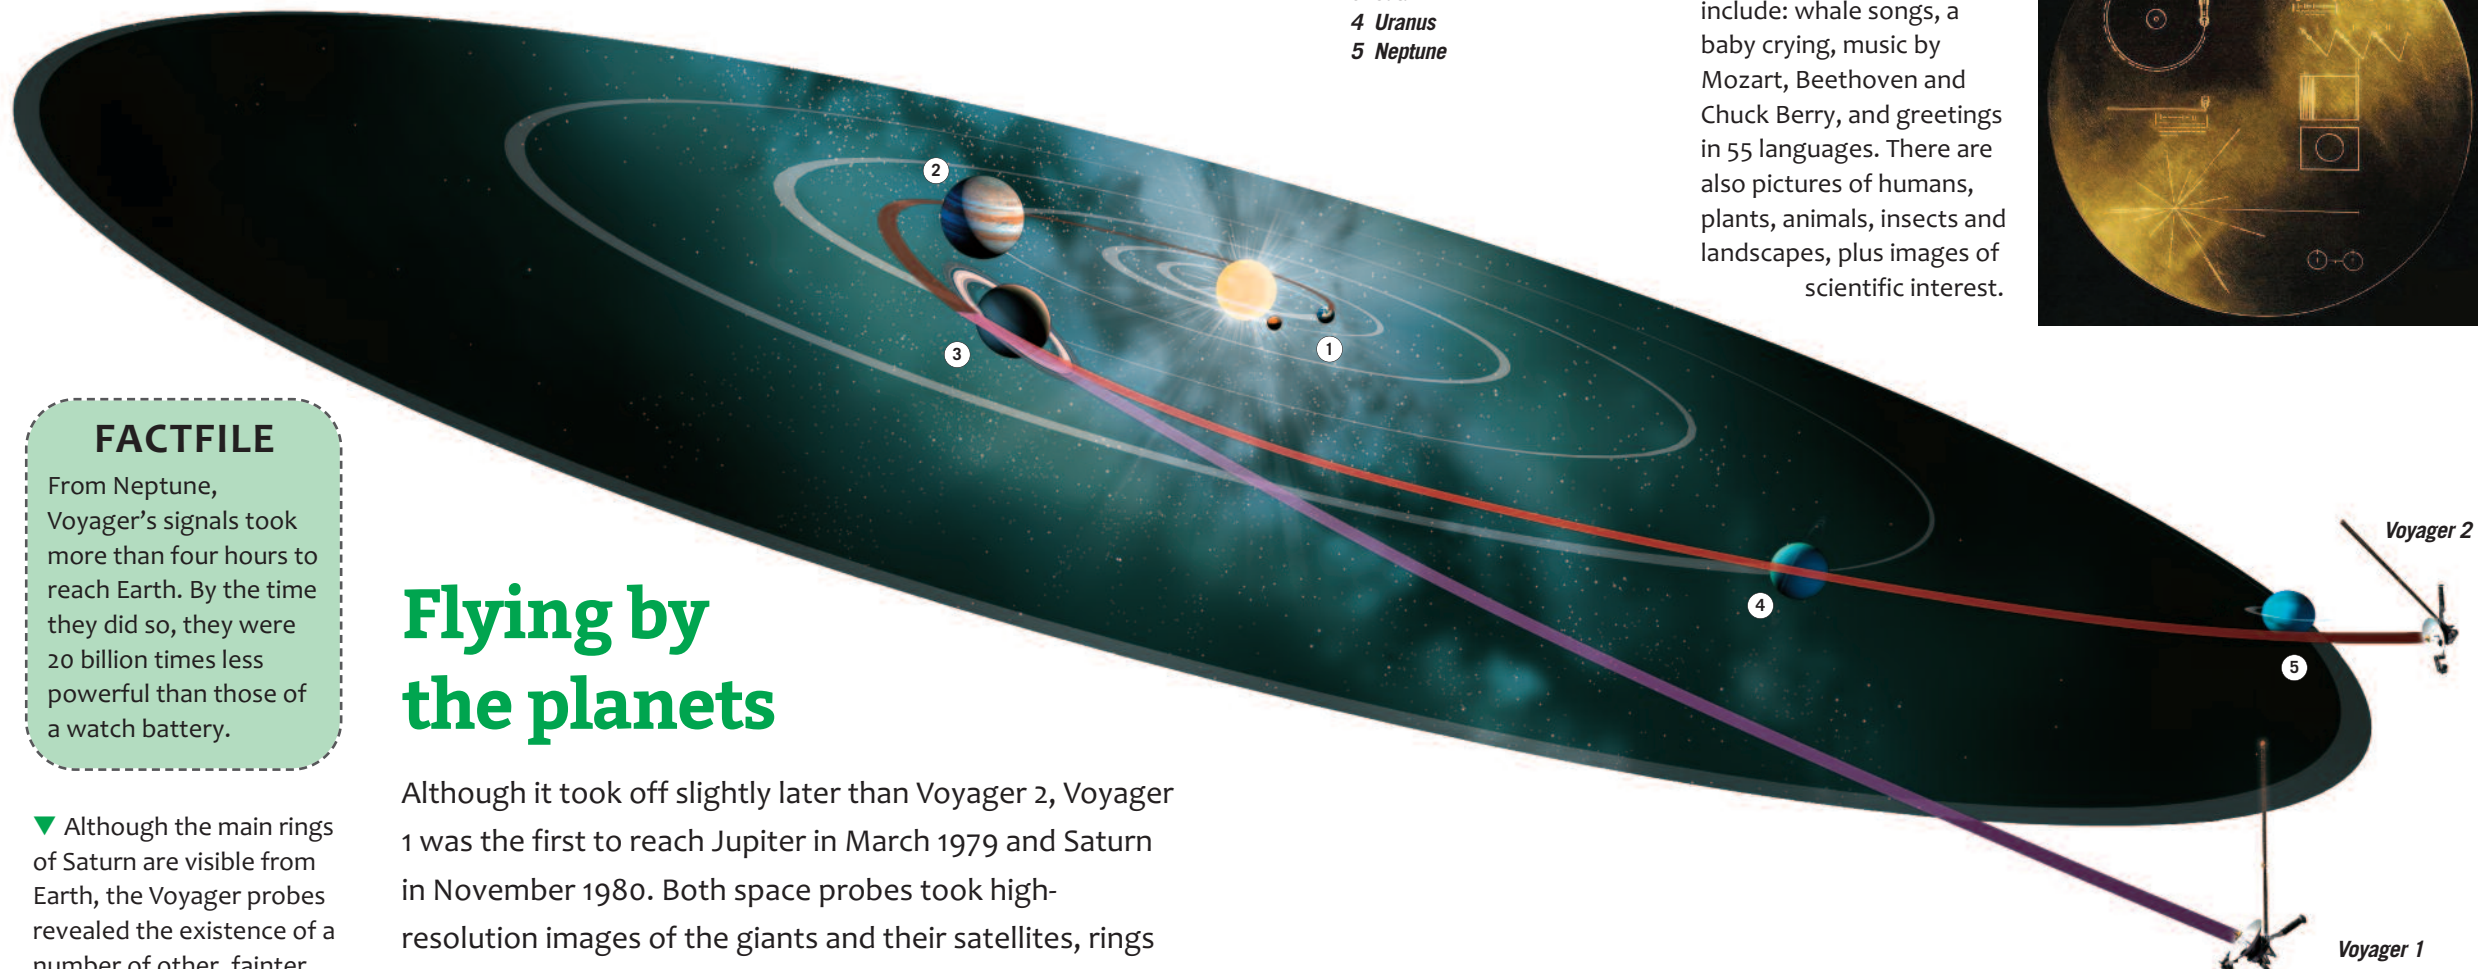 4 Uranus
5 Neptune
include: whale songs, a
baby crying, music by
Mozart, Beethoven and
Chuck Berry, and greetings
in 55 languages. There are
also pictures of humans,
plants, animals, insects and
landscapes, plus images of
scientific interest.
2
3
1
4
5
Voyager 2
Voyager 1
FACTFILE
From Neptune,
Voyager’s signals took
more than four hours to
reach Earth. By the time
they did so, they were
20 billion times less
powerful than those of
a watch battery.
▼ Although the main rings
of Saturn are visible from
Earth, the Voyager probes
revealed the existence of a
number of other, fainter
Flying by
the planets
Although it took off slightly later than Voyager 2, Voyager
1 was the first to reach Jupiter in March 1979 and Saturn
in November 1980. Both space probes took high-
resolution images of the giants and their satellites, rings